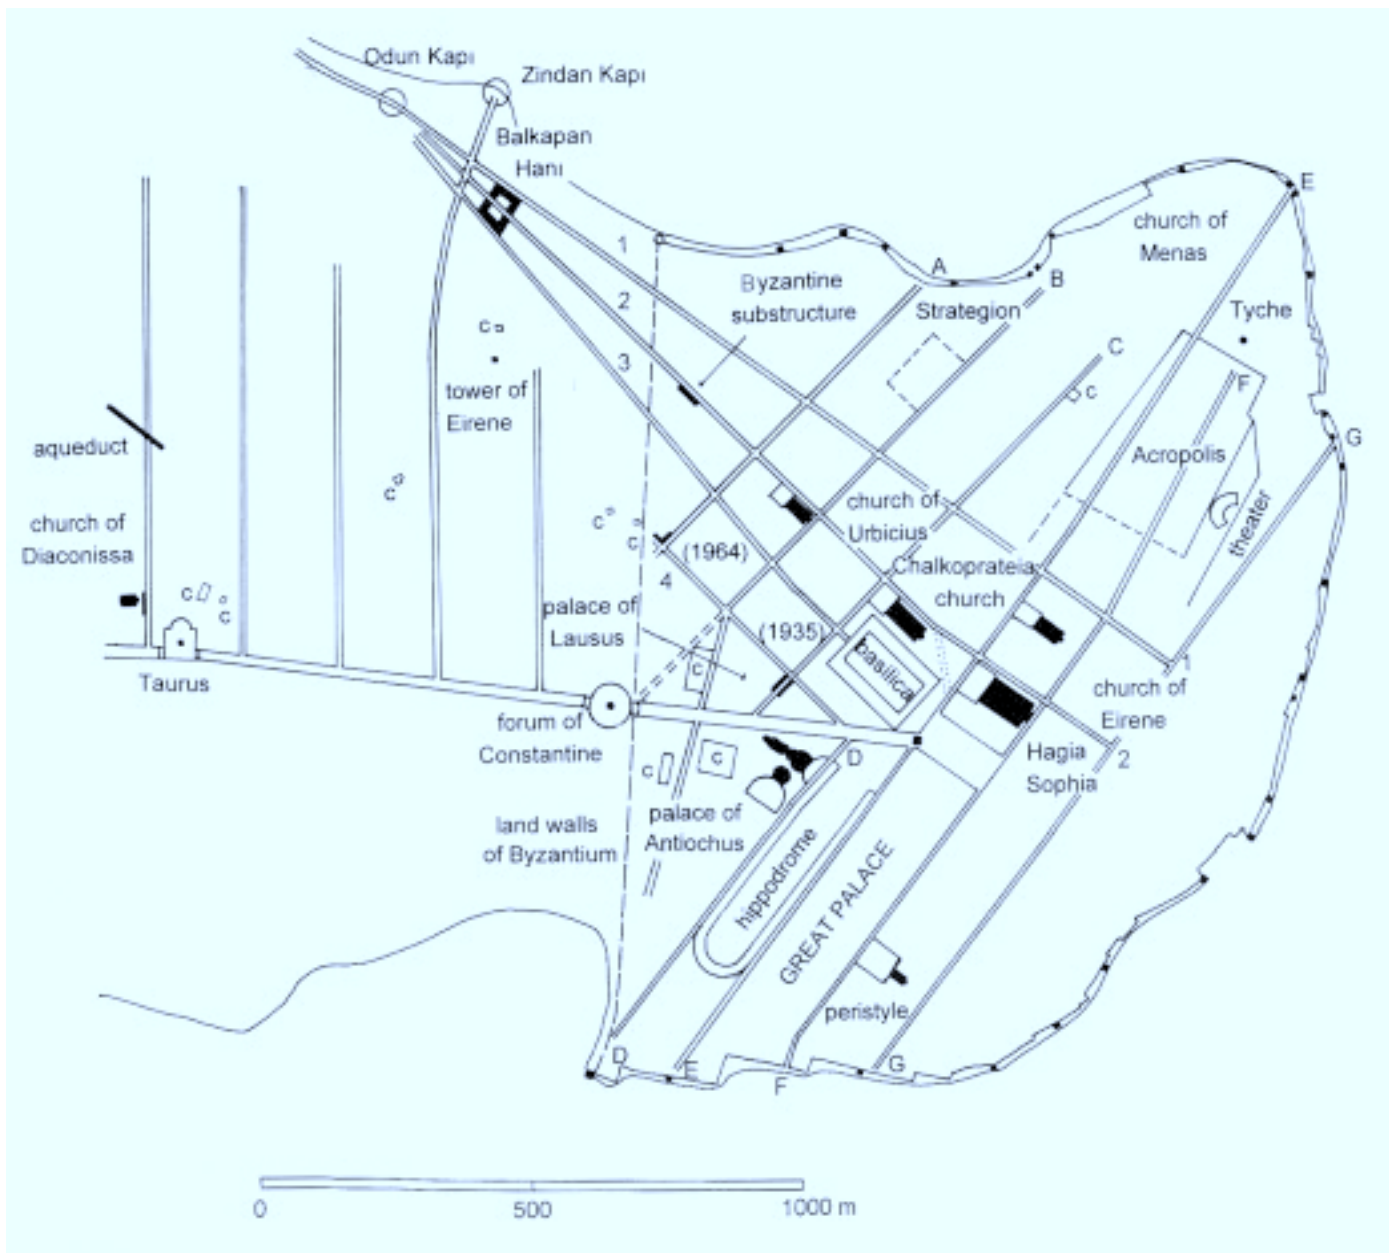 Odun Kapı
Zindan Kapı
Balkapan
Hanı
E
church of
Menas
1
A
B
Byzantine
substructure
2
Strategion
Tyche
c
3
C
F
c
tower of
Eirene
G
aqueduct
Acropolis
c
church of
Urbicius
theater
church of
Diaconissa
c
c
(1964)
Chalkoprateia
church
4
c
c
palace of
Lausus
(1935)
basilica
c
1
Taurus
church of
Eirene
forum of
Constantine
D
Hagia
Sophia
2
c
c
palace of
Antiochus
land walls
of Byzantium
hippodrome
GREAT PALACE
peristyle
D
E
F
G
0
500
1000 m